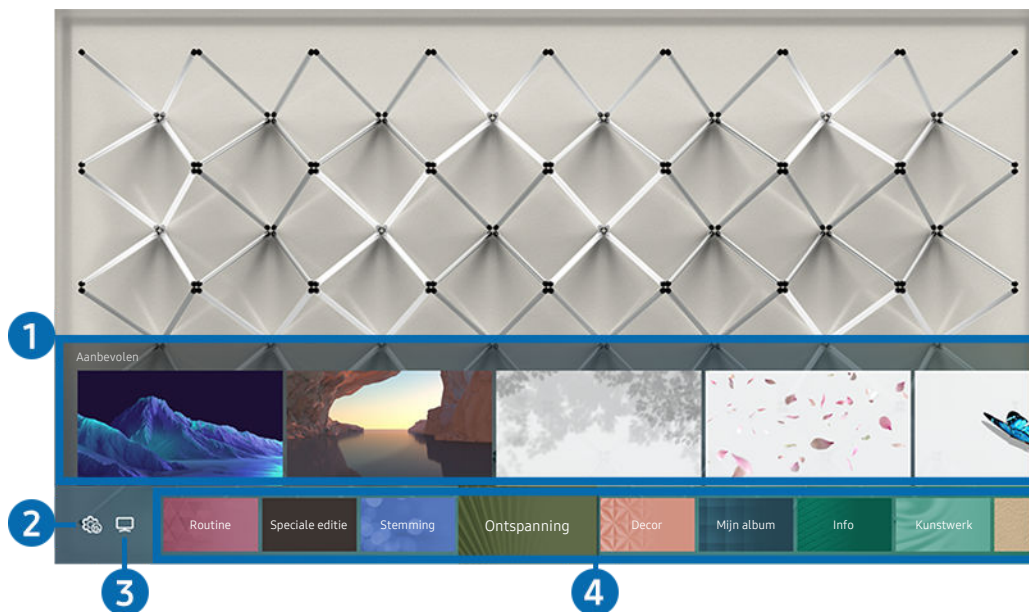 1
Aanbevolen
2
Routine
Speciale editie
Stemming
Ontspanning
Decor
Mijn album
Info
Kunstwerk
3
4